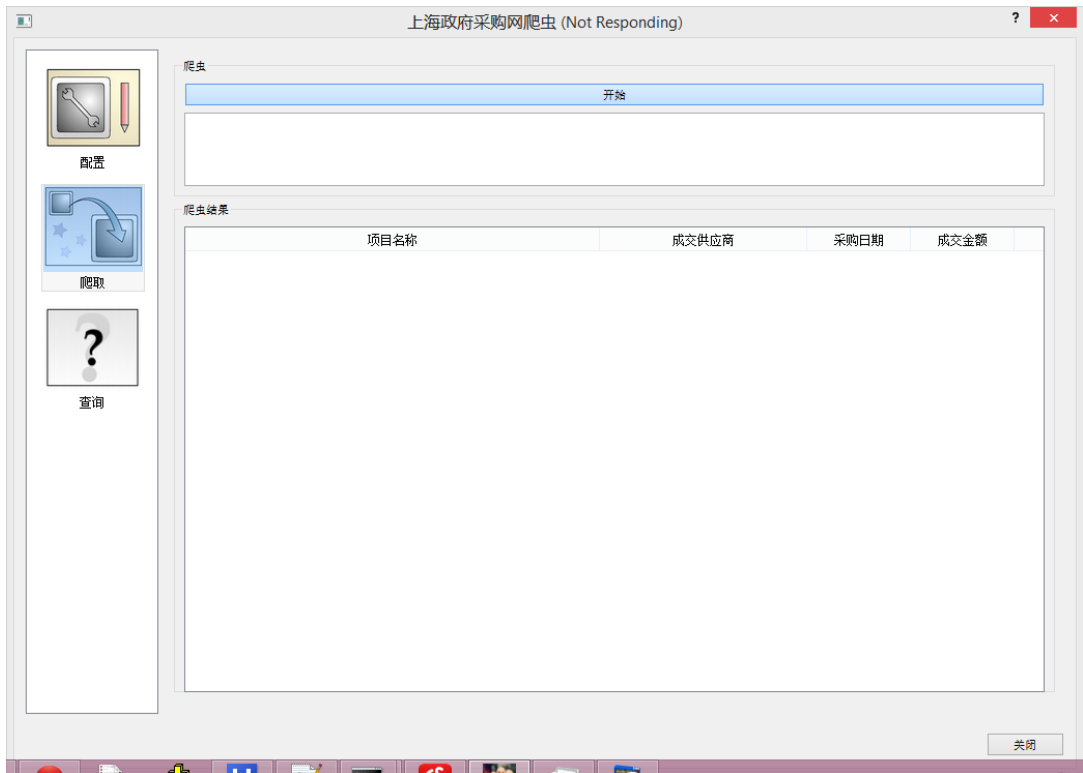 上海政府采购网爬虫 (Not Responding)
?
配置
爬取
查询
爬虫
开始
爬虫结果
项目名称 成交供应商 采购日期 成交金额
关闭